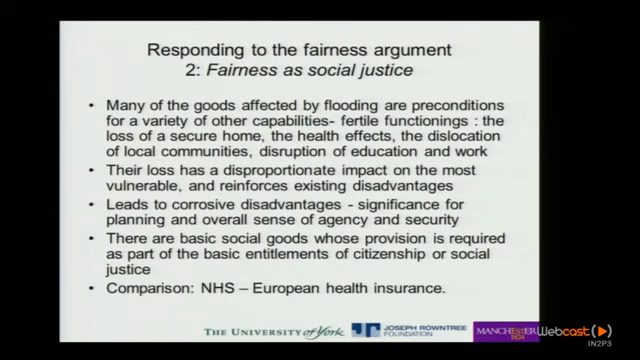 Responding to the fairness argument
2: Fairness as social justice
• Many of the goods affected by flooding are preconditions
for a variety of other capabilities- fertile functionings : the
loss of a secure home, the health effects, the dislocation
of local communities, disruption of education and work
• Their loss has a disproportionate impact on the most
vulnerable, and reinforces existing disadvantages
• Leads to corrosive disadvantages - significance for
planning and overall sense of agency and security
• There are basic social goods whose provision is required
as part of the basic entitlements of citizenship or social
justice
• Comparison: NHS – European health insurance.
THE UNIVERSITY of York
JOSEPH ROWNTREE
FOUNDATION
MANCHESTER
1824
Webcast
IN2P3